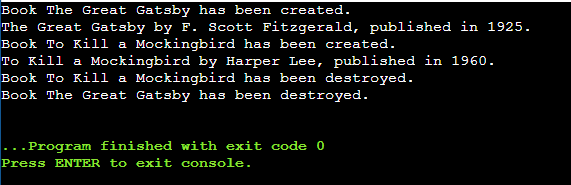 Book The Great Gatsby has been created.
The Great Gatsby by F. Scott Fitzgerald, published in 1925.
Book To Kill a Mockingbird has been created.
To Kill a Mockingbird by Harper Lee, published in 1960.
Book To Kill a Mockingbird has been destroyed.
Book The Great Gatsby has been destroyed.
...Program finished with exit code 0
Press ENTER to exit console.